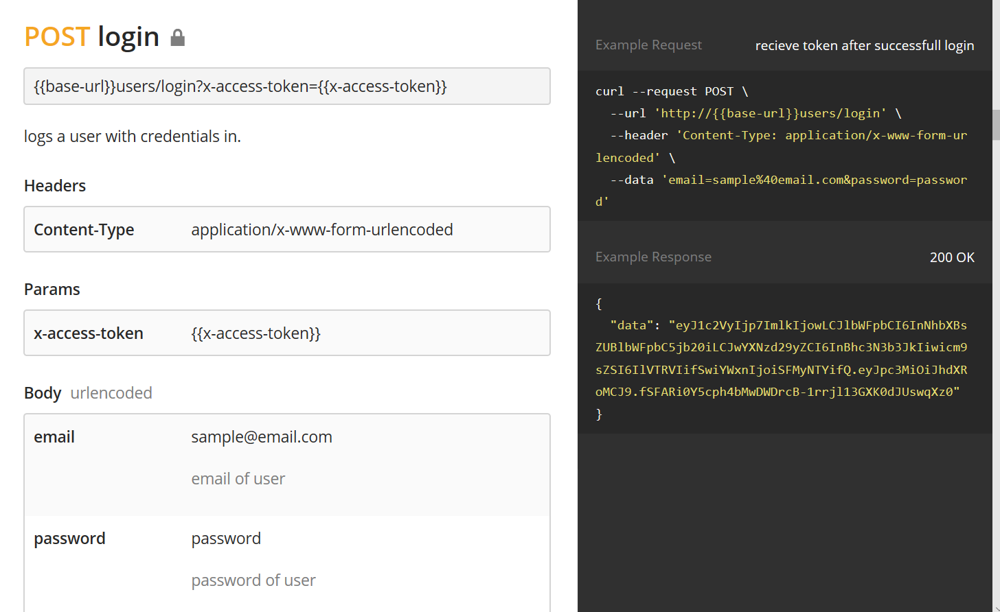 POST login
{{base-url}}users/login?x-access-token={{x-access-token}}
logs a user with credentials in.
Headers
Content-Type application/x-www-form-urlencoded
Params
x-access-token {{x-access-token}}
Body urlencoded
email sample@email.com
email of user
password password
password of user
Example Request recieve token after successfull login
curl --request POST \
--url 'http://{{base-url}}users/login' \
--header 'Content-Type: application/x-www-form-ur
lencoded' \
--data 'email=sample%40email.com&password=passwor
d'
Example Response 200 OK
{
"data": "eyJ1c2VyIjp7ImlkIjowLCJlbWFpbCI6InNhbXBs
ZUBlbWFpbC5jb20iLCJwYXNzd29yZCI6InBhc3N3b3JkIiwicm9
sZSI6IlVTRVIifSwiYWxnIjoiSFMyNTYifQ.eyJpc3MiOiJhdXR
oMCJ9.fSFARi0Y5cph4bMwDWDrcB-1rrjl13GXK0dJUswqXz0"
}